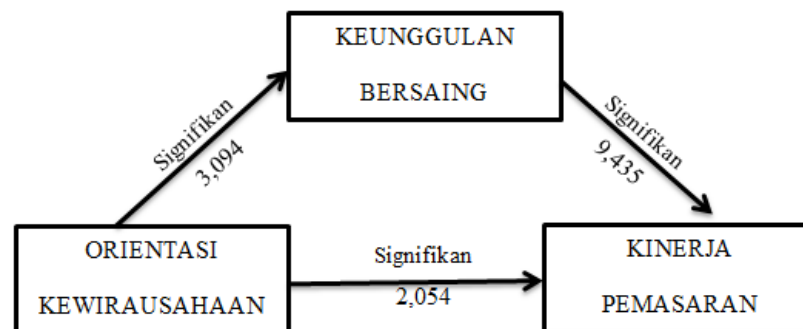 KEUNGGULAN
BERSAING
Signifikan
3,094
Signifikan
9,435
ORIENTASI
KEWIRAUSAHAAN
Signifikan
2,054
KINERJA
PEMASARAN